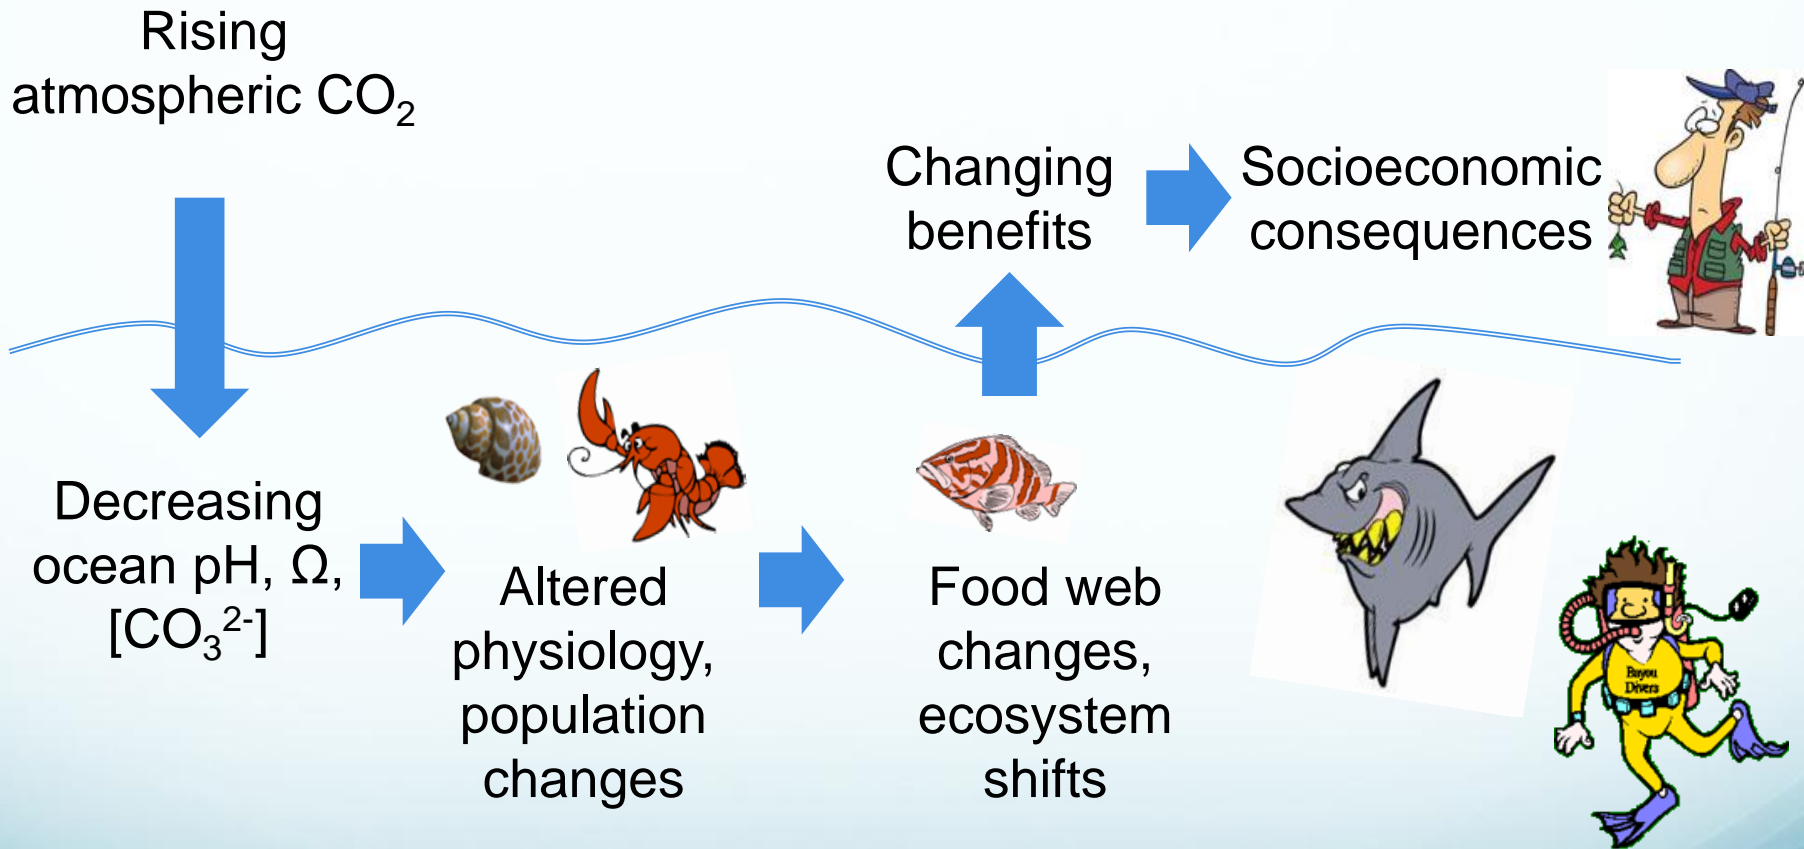 Rising
atmospheric CO₂
Decreasing
ocean pH, Ω,
[CO₃²⁻]
Altered
physiology,
population
changes
Food web
changes,
ecosystem
shifts
Changing
benefits
Socioeconomic
consequences
Bayou
Divers